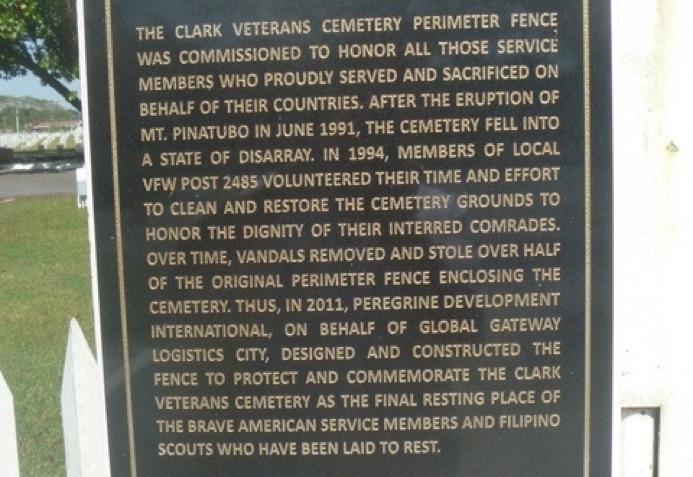 THE CLARK VETERANS CEMETERY PERIMETER FENCE
WAS COMMISSIONED TO HONOR ALL THOSE SERVICE
MEMBERS WHO PROUDLY SERVED AND SACRIFICED ON
BEHALF OF THEIR COUNTRIES. AFTER THE ERUPTION OF
MT. PINATUBO IN JUNE 1991, THE CEMETERY FELL INTO
A STATE OF DISARRAY. IN 1994, MEMBERS OF LOCAL
VFW POST 2485 VOLUNTEERED THEIR TIME AND EFFORT
TO CLEAN AND RESTORE THE CEMETERY GROUNDS TO
HONOR THE DIGNITY OF THEIR INTERRED COMRADES.
OVER TIME, VANDALS REMOVED AND STOLE OVER HALF
OF THE ORIGINAL PERIMETER FENCE ENCLOSING THE
CEMETERY. THUS, IN 2011, PEREGRINE DEVELOPMENT
INTERNATIONAL, ON BEHALF OF GLOBAL GATEWAY
LOGISTICS CITY, DESIGNED AND CONSTRUCTED THE
FENCE TO PROTECT AND COMMEMORATE THE CLARK
VETERANS CEMETERY AS THE FINAL RESTING PLACE OF
THE BRAVE AMERICAN SERVICE MEMBERS AND FILIPINO
SCOUTS WHO HAVE BEEN LAID TO REST.